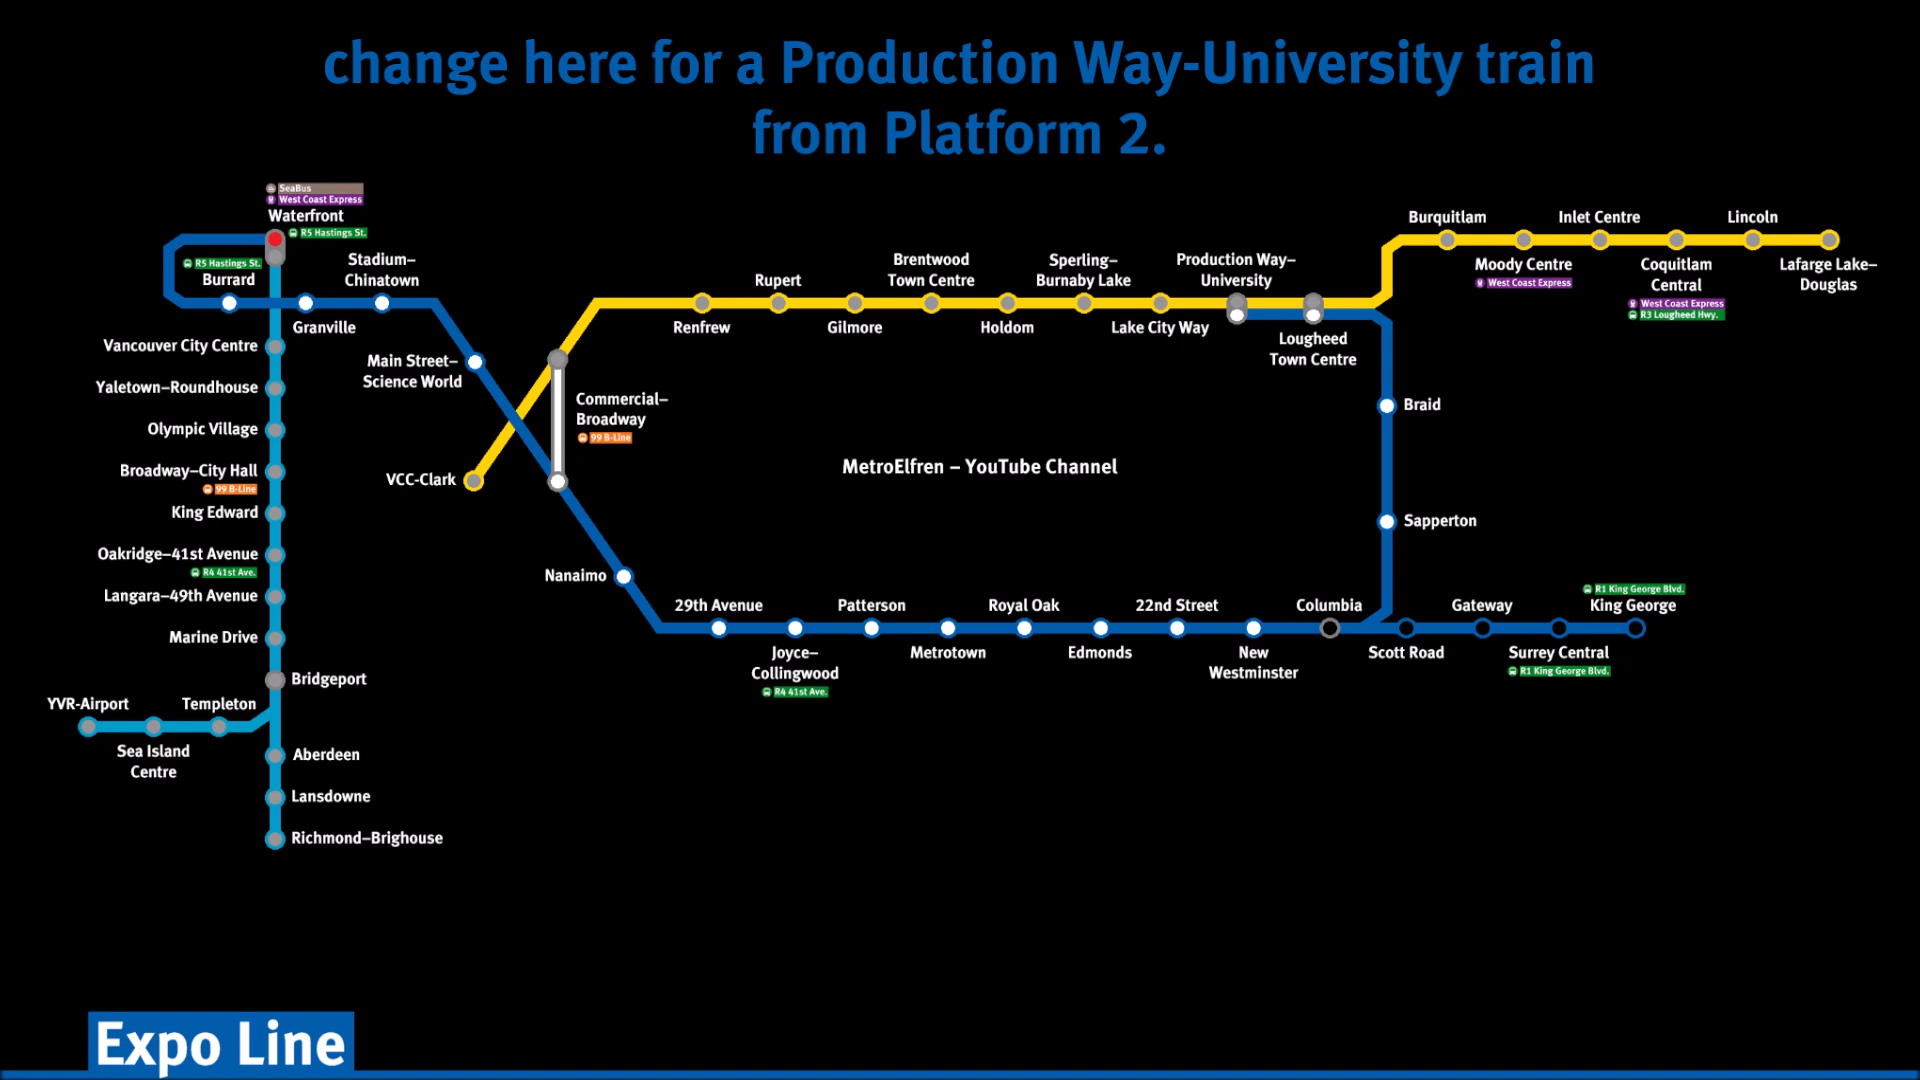 change here for a Production Way-University train
from Platform 2.
SeaBus
West Coast Express
Waterfront
R5 Hastings St.
R5 Hastings St.
Burrard
Stadium–
Chinatown
Granville
Main Street–
Science World
Vancouver City Centre
Yaletown–Roundhouse
Olympic Village
Broadway–City Hall
99 B-Line
King Edward
Oakridge–41st Avenue
R4 41st Ave.
Langara–49th Avenue
Marine Drive
Bridgeport
YVR-Airport
Templeton
Sea Island
Centre
Aberdeen
Lansdowne
Richmond–Brighouse
VCC-Clark
Commercial–
Broadway
99 B-Line
Renfrew
Rupert
Gilmore
Brentwood
Town Centre
Holdom
Sperling–
Burnaby Lake
Lake City Way
Production Way–
University
Lougheed
Town Centre
Burquitlam
Moody Centre
West Coast Express
Inlet Centre
Coquitlam
Central
West Coast Express
R3 Lougheed Hwy.
Lincoln
Lafarge Lake–
Douglas
MetroElfren – YouTube Channel
Braid
Sapperton
Nanaimo
29th Avenue
Joyce–
Collingwood
R4 41st Ave.
Patterson
Metrotown
Royal Oak
Edmonds
22nd Street
New
Westminster
Columbia
Scott Road
Gateway
Surrey Central
R1 King George Blvd.
R1 King George Blvd.
King George
Expo Line